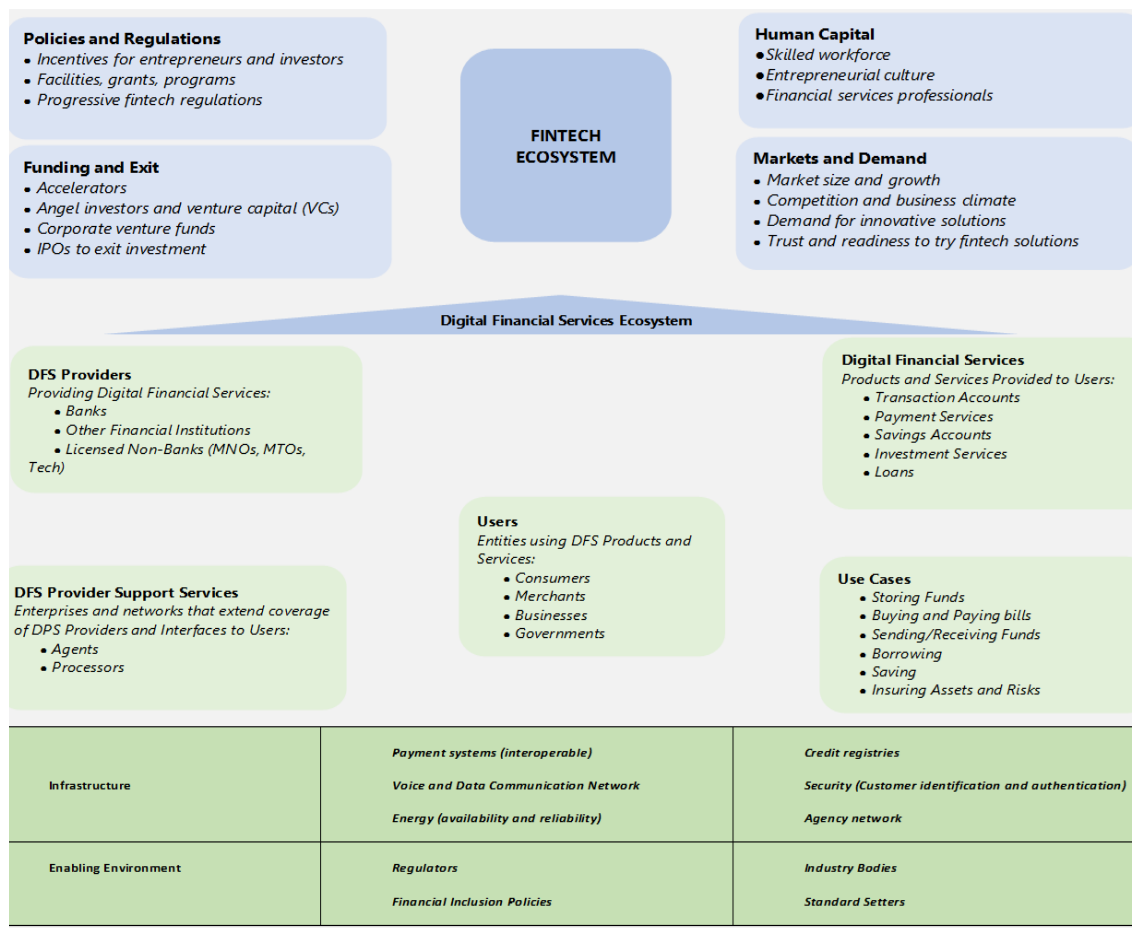 Policies and Regulations
• Incentives for entrepreneurs and investors
• Facilities, grants, programs
• Progressive fintech regulations
Funding and Exit
• Accelerators
• Angel investors and venture capital (VCs)
• Corporate venture funds
• IPOs to exit investment
FINTECH
ECOSYSTEM
Human Capital
• Skilled workforce
• Entrepreneurial culture
• Financial services professionals
Markets and Demand
• Market size and growth
• Competition and business climate
• Demand for innovative solutions
• Trust and readiness to try fintech solutions
Digital Financial Services Ecosystem
DFS Providers
Providing Digital Financial Services:
• Banks
• Other Financial Institutions
• Licensed Non-Banks (MNOs, MTOs,
Tech)
Digital Financial Services
Products and Services Provided to Users:
• Transaction Accounts
• Payment Services
• Savings Accounts
• Investment Services
• Loans
Users
Entities using DFS Products and
Services:
• Consumers
• Merchants
• Businesses
• Governments
DFS Provider Support Services
Enterprises and networks that extend coverage
of DPS Providers and Interfaces to Users:
• Agents
• Processors
Use Cases
• Storing Funds
• Buying and Paying bills
• Sending/Receiving Funds
• Borrowing
• Saving
• Insuring Assets and Risks
Infrastructure
Payment systems (interoperable)
Voice and Data Communication Network
Energy (availability and reliability)
Credit registries
Security (Customer identification and authentication)
Agency network
Enabling Environment
Regulators
Financial Inclusion Policies
Industry Bodies
Standard Setters